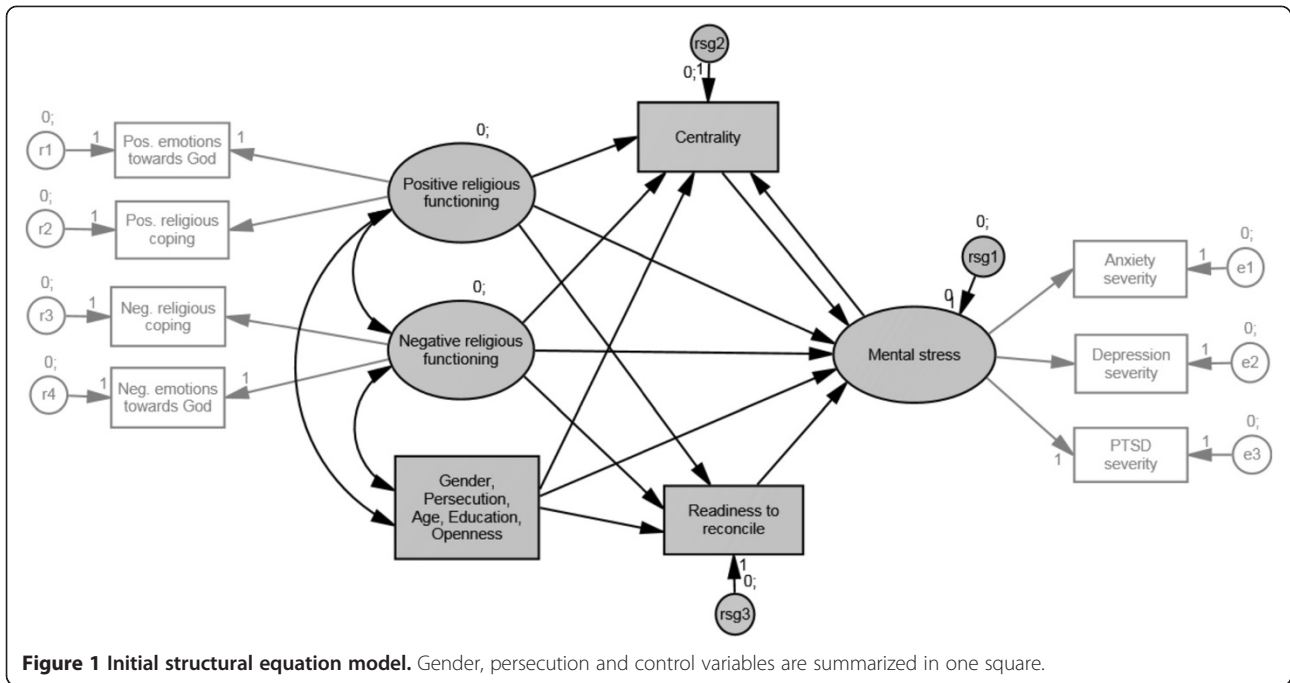 rsg2
0;
1
Centrality
0;
r1
1
Pos. emotions
towards God
1
0;
r2
1
Pos. religious
coping
0;
r3
1
Neg. religious
coping
0;
r4
1
Neg. emotions
towards God
1
0;
Positive religious
functioning
0;
Negative religious
functioning
Gender,
Persecution,
Age, Education,
Openness
Readiness to
reconcile
1
0;
rsg3
0;
rsg1
0;
1
Mental stress
Anxiety
severity
1
0;
e1
Depression
severity
1
0;
e2
1
PTSD
severity
1
0;
e3
Figure 1 Initial structural equation model. Gender, persecution and control variables are summarized in one square.